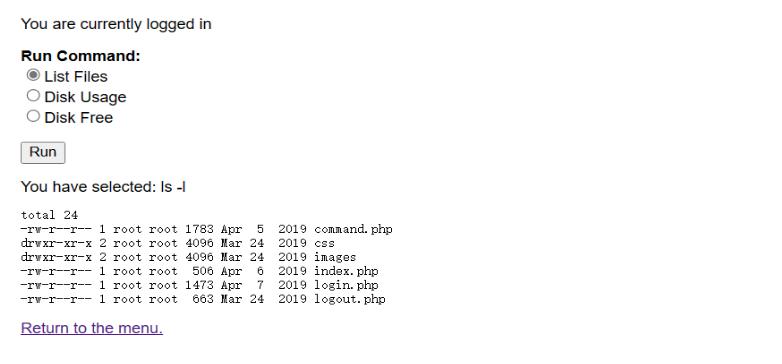 You are currently logged in
Run Command:
List Files
Disk Usage
Disk Free
Run
You have selected: ls -l
total 24
-rw-r--r-- 1 root root 1783 Apr  5  2019 command.php
drwxr-xr-x 2 root root 4096 Mar 24  2019 css
drwxr-xr-x 2 root root 4096 Mar 24  2019 images
-rw-r--r-- 1 root root  506 Apr  6  2019 index.php
-rw-r--r-- 1 root root 1473 Apr  7  2019 login.php
-rw-r--r-- 1 root root  663 Mar 24  2019 logout.php
Return to the menu.